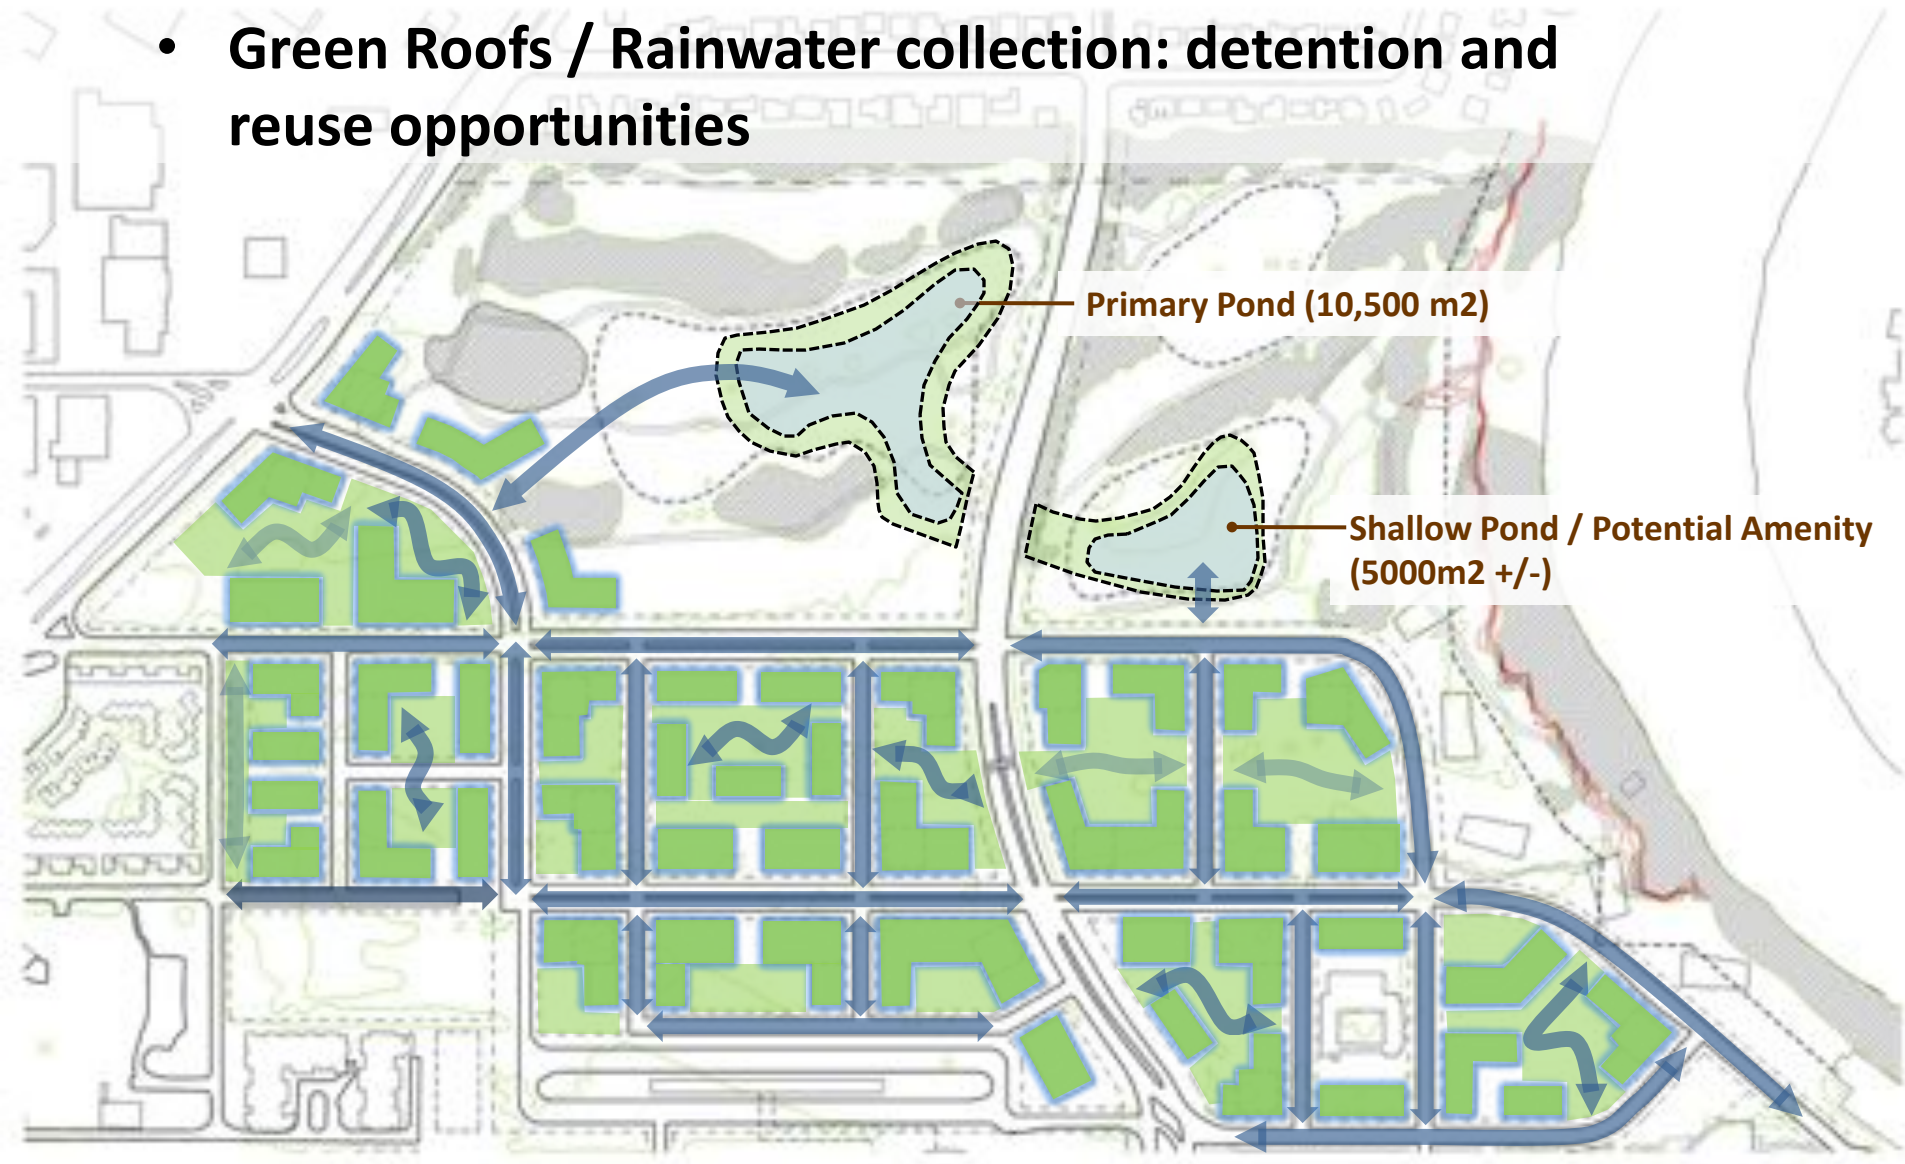 • Green Roofs / Rainwater collection: detention and
reuse opportunities
Primary Pond (10,500 m2)
Shallow Pond / Potential Amenity
(5000m2 +/-)